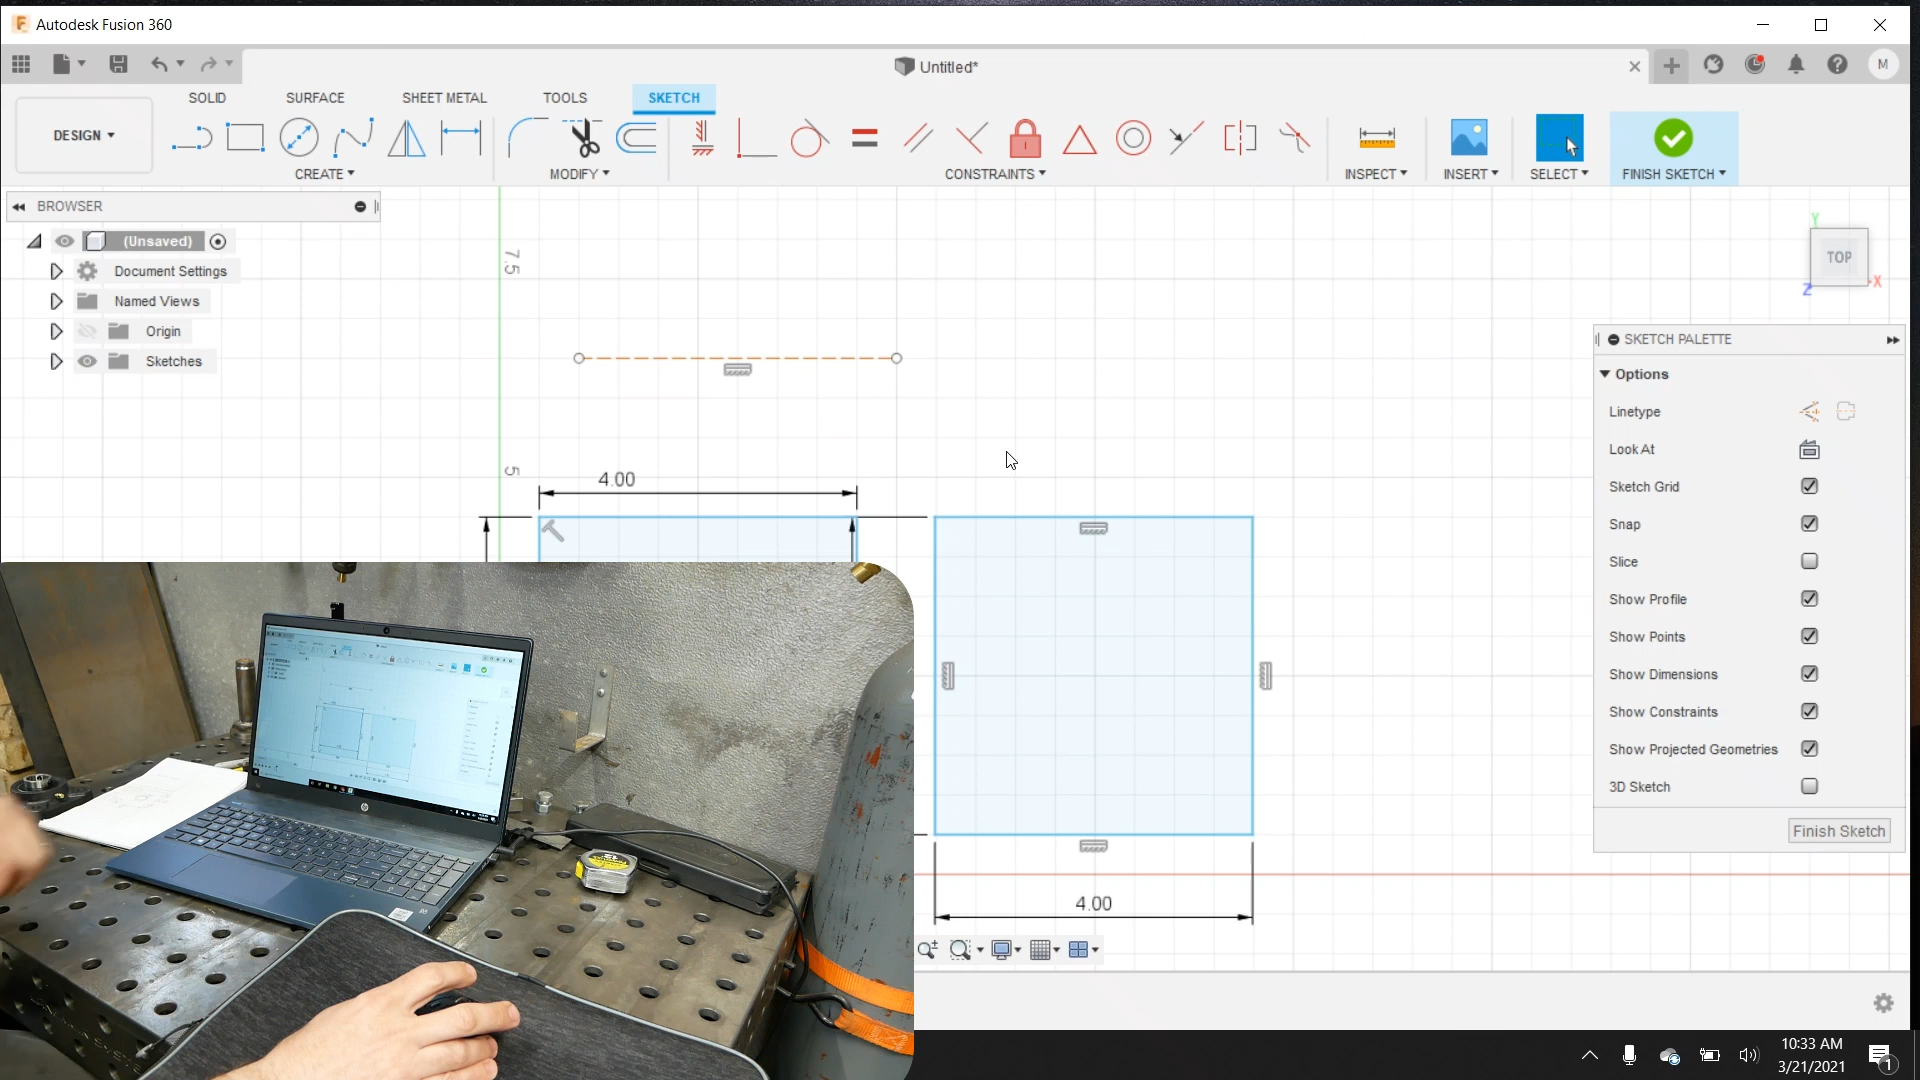 Autodesk Fusion 360
Untitled*
M
SOLID
SURFACE
SHEET METAL
TOOLS
SKETCH
DESIGN
CREATE
MODIFY
CONSTRAINTS
INSPECT
INSERT
SELECT
FINISH SKETCH
BROWSER
(Unsaved)
Document Settings
Named Views
Origin
Sketches
7.5
5
4.00
4.00
Y
TOP
X
Z
SKETCH PALETTE
Options
Linetype
Look At
Sketch Grid
Snap
Slice
Show Profile
Show Points
Show Dimensions
Show Constraints
Show Projected Geometries
3D Sketch
Finish Sketch
hp
12
10:33 AM
3/21/2021
1